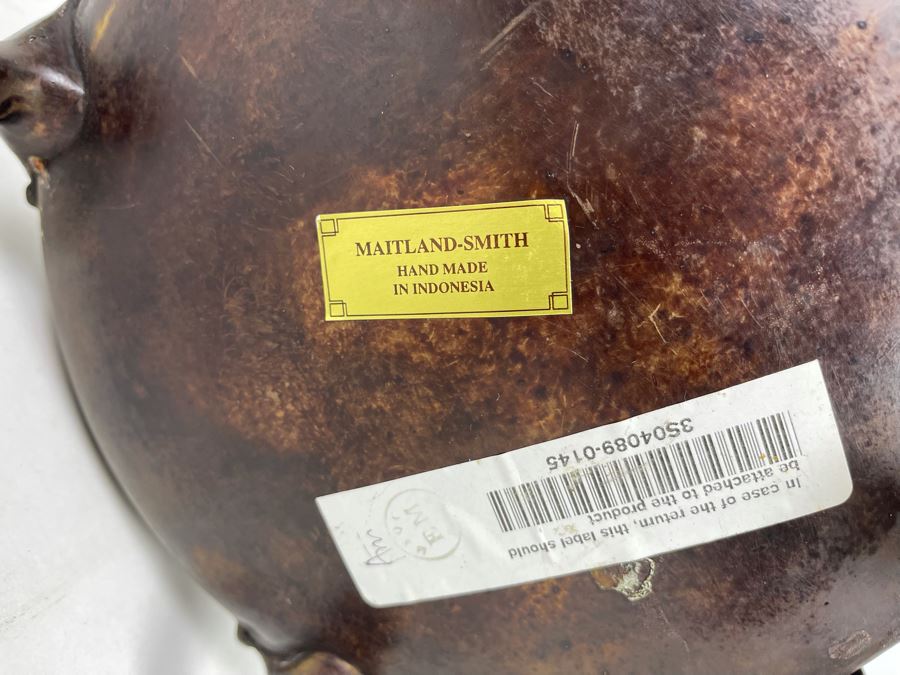 MAITLAND-SMITH
HAND MADE
IN INDONESIA
In case of the return, this label should
be attached to the product
3S04089-0145